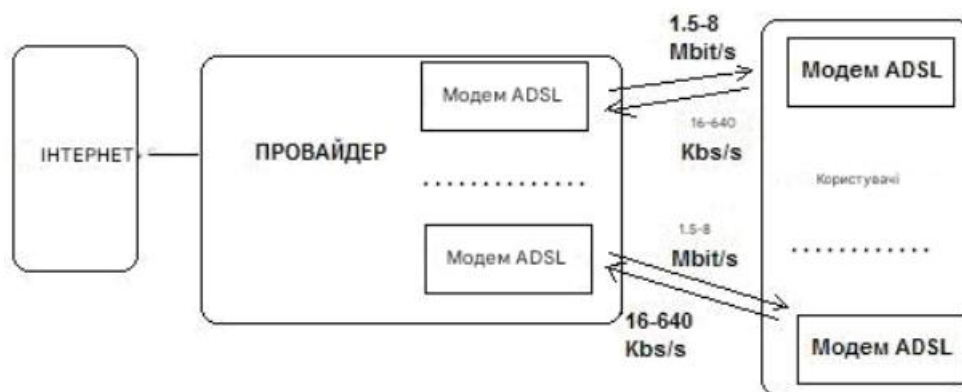 ІНТЕРНЕТ
ПРОВАЙДЕР
Модем ADSL
Модем ADSL
1.5-8
Mbit/s
16-640
Kbs/s
1.5-8
Mbit/s
16-640
Kbs/s
Модем ADSL
Користувачі
Модем ADSL